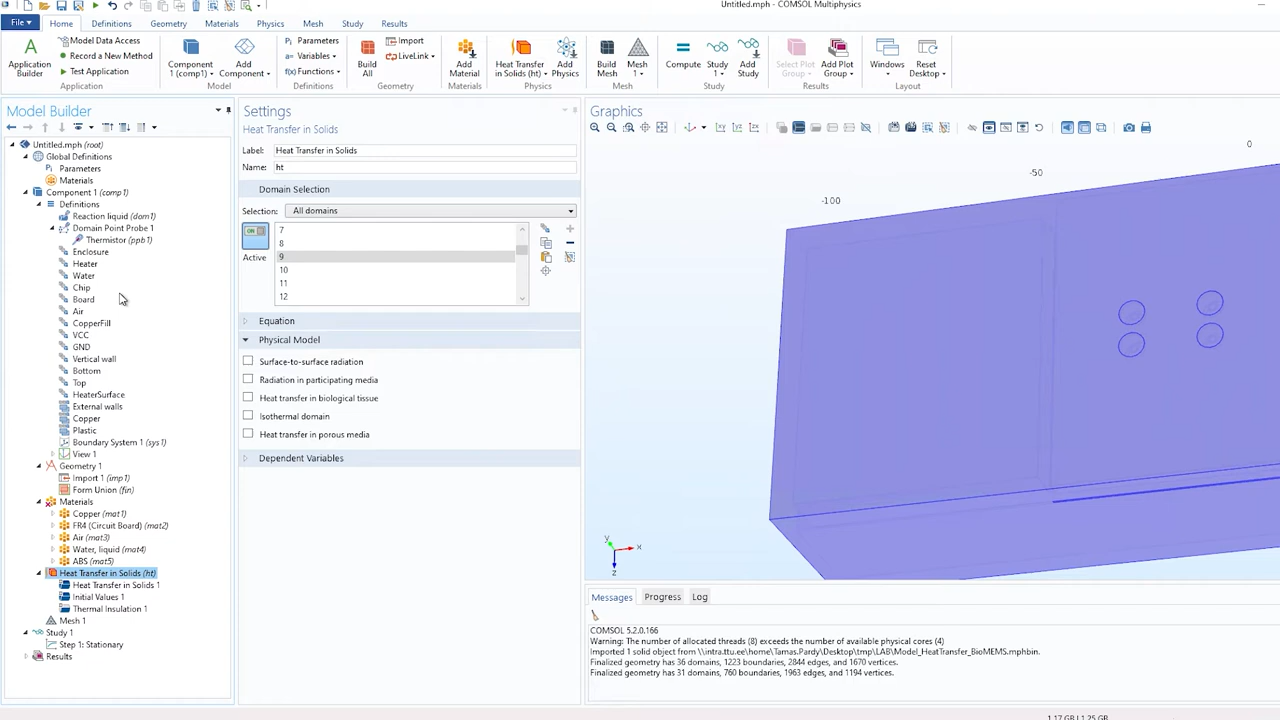 Untitled.mph - COMSOL Multiphysics
File Home Definitions Geometry Materials Physics Mesh Study Results
Application Builder
Model Data Access
Record a New Method
Test Application
Application
Component 1 (comp1)
Add Component
Model
Parameters
Variables
Functions
Definitions
Build All
Import
LiveLink
Geometry
Add Material
Materials
Heat Transfer in Solids (ht)
Add Physics
Physics
Build Mesh
Mesh 1
Mesh
Compute
Study 1
Add Study
Study
Select Plot Group
Add Plot Group
Results
Windows
Reset Desktop
Layout
Model Builder
Untitled.mph (root)
Global Definitions
Parameters
Materials
Component 1 (comp1)
Definitions
Reaction liquid (dom1)
Domain Point Probe 1
Thermistor (ppb1)
Enclosure
Heater
Water
Chip
Board
Air
CopperFill
VCC
GND
Vertical wall
Bottom
Top
HeaterSurface
External walls
Copper
Plastic
Boundary System 1 (sys1)
View 1
Geometry 1
Import 1 (imp1)
Form Union (fin)
Materials
Copper (mat1)
FR4 (Circuit Board) (mat2)
Air (mat3)
Water, liquid (mat4)
ABS (mat5)
Heat Transfer in Solids (ht)
Heat Transfer in Solids 1
Initial Values 1
Thermal Insulation 1
Mesh 1
Study 1
Step 1: Stationary
Results
Settings
Heat Transfer in Solids
Label: Heat Transfer in Solids
Name: ht
Domain Selection
Selection: All domains
ON
Active
7
8
9
10
11
12
Equation
Physical Model
Surface-to-surface radiation
Radiation in participating media
Heat transfer in biological tissue
Isothermal domain
Heat transfer in porous media
Dependent Variables
Graphics
0
-50
-100
y
x
z
Messages Progress Log
COMSOL 5.2.0.166
Warning: The number of allocated threads (8) exceeds the number of available physical cores (4)
Imported 1 solid object from \\intra.ttu.ee\home\Tamas.Pardy\Desktop\tmp\LAB\Model_HeatTransfer_BioMEMS.mphbin.
Finalized geometry has 36 domains, 1223 boundaries, 2844 edges, and 1670 vertices.
Finalized geometry has 31 domains, 760 boundaries, 1963 edges, and 1194 vertices.
1.17 GB | 1.25 GB